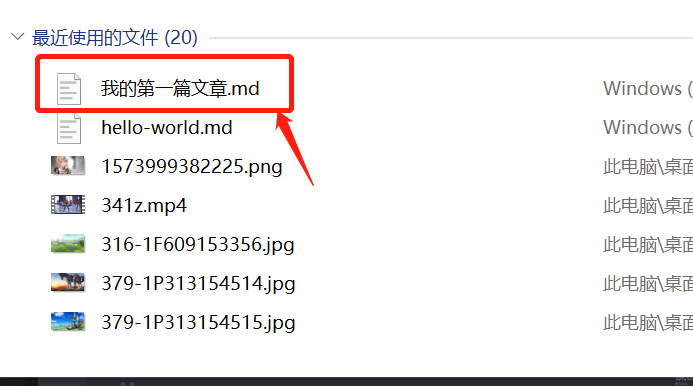 最近使用的文件 (20)
我的第一篇文章.md Windows (
hello-world.md Windows (
1573999382225.png 此电脑\桌面
341z.mp4 此电脑\桌面
316-1F609153356.jpg 此电脑\桌面
379-1P313154514.jpg 此电脑\桌面
379-1P313154515.jpg 此电脑\桌面